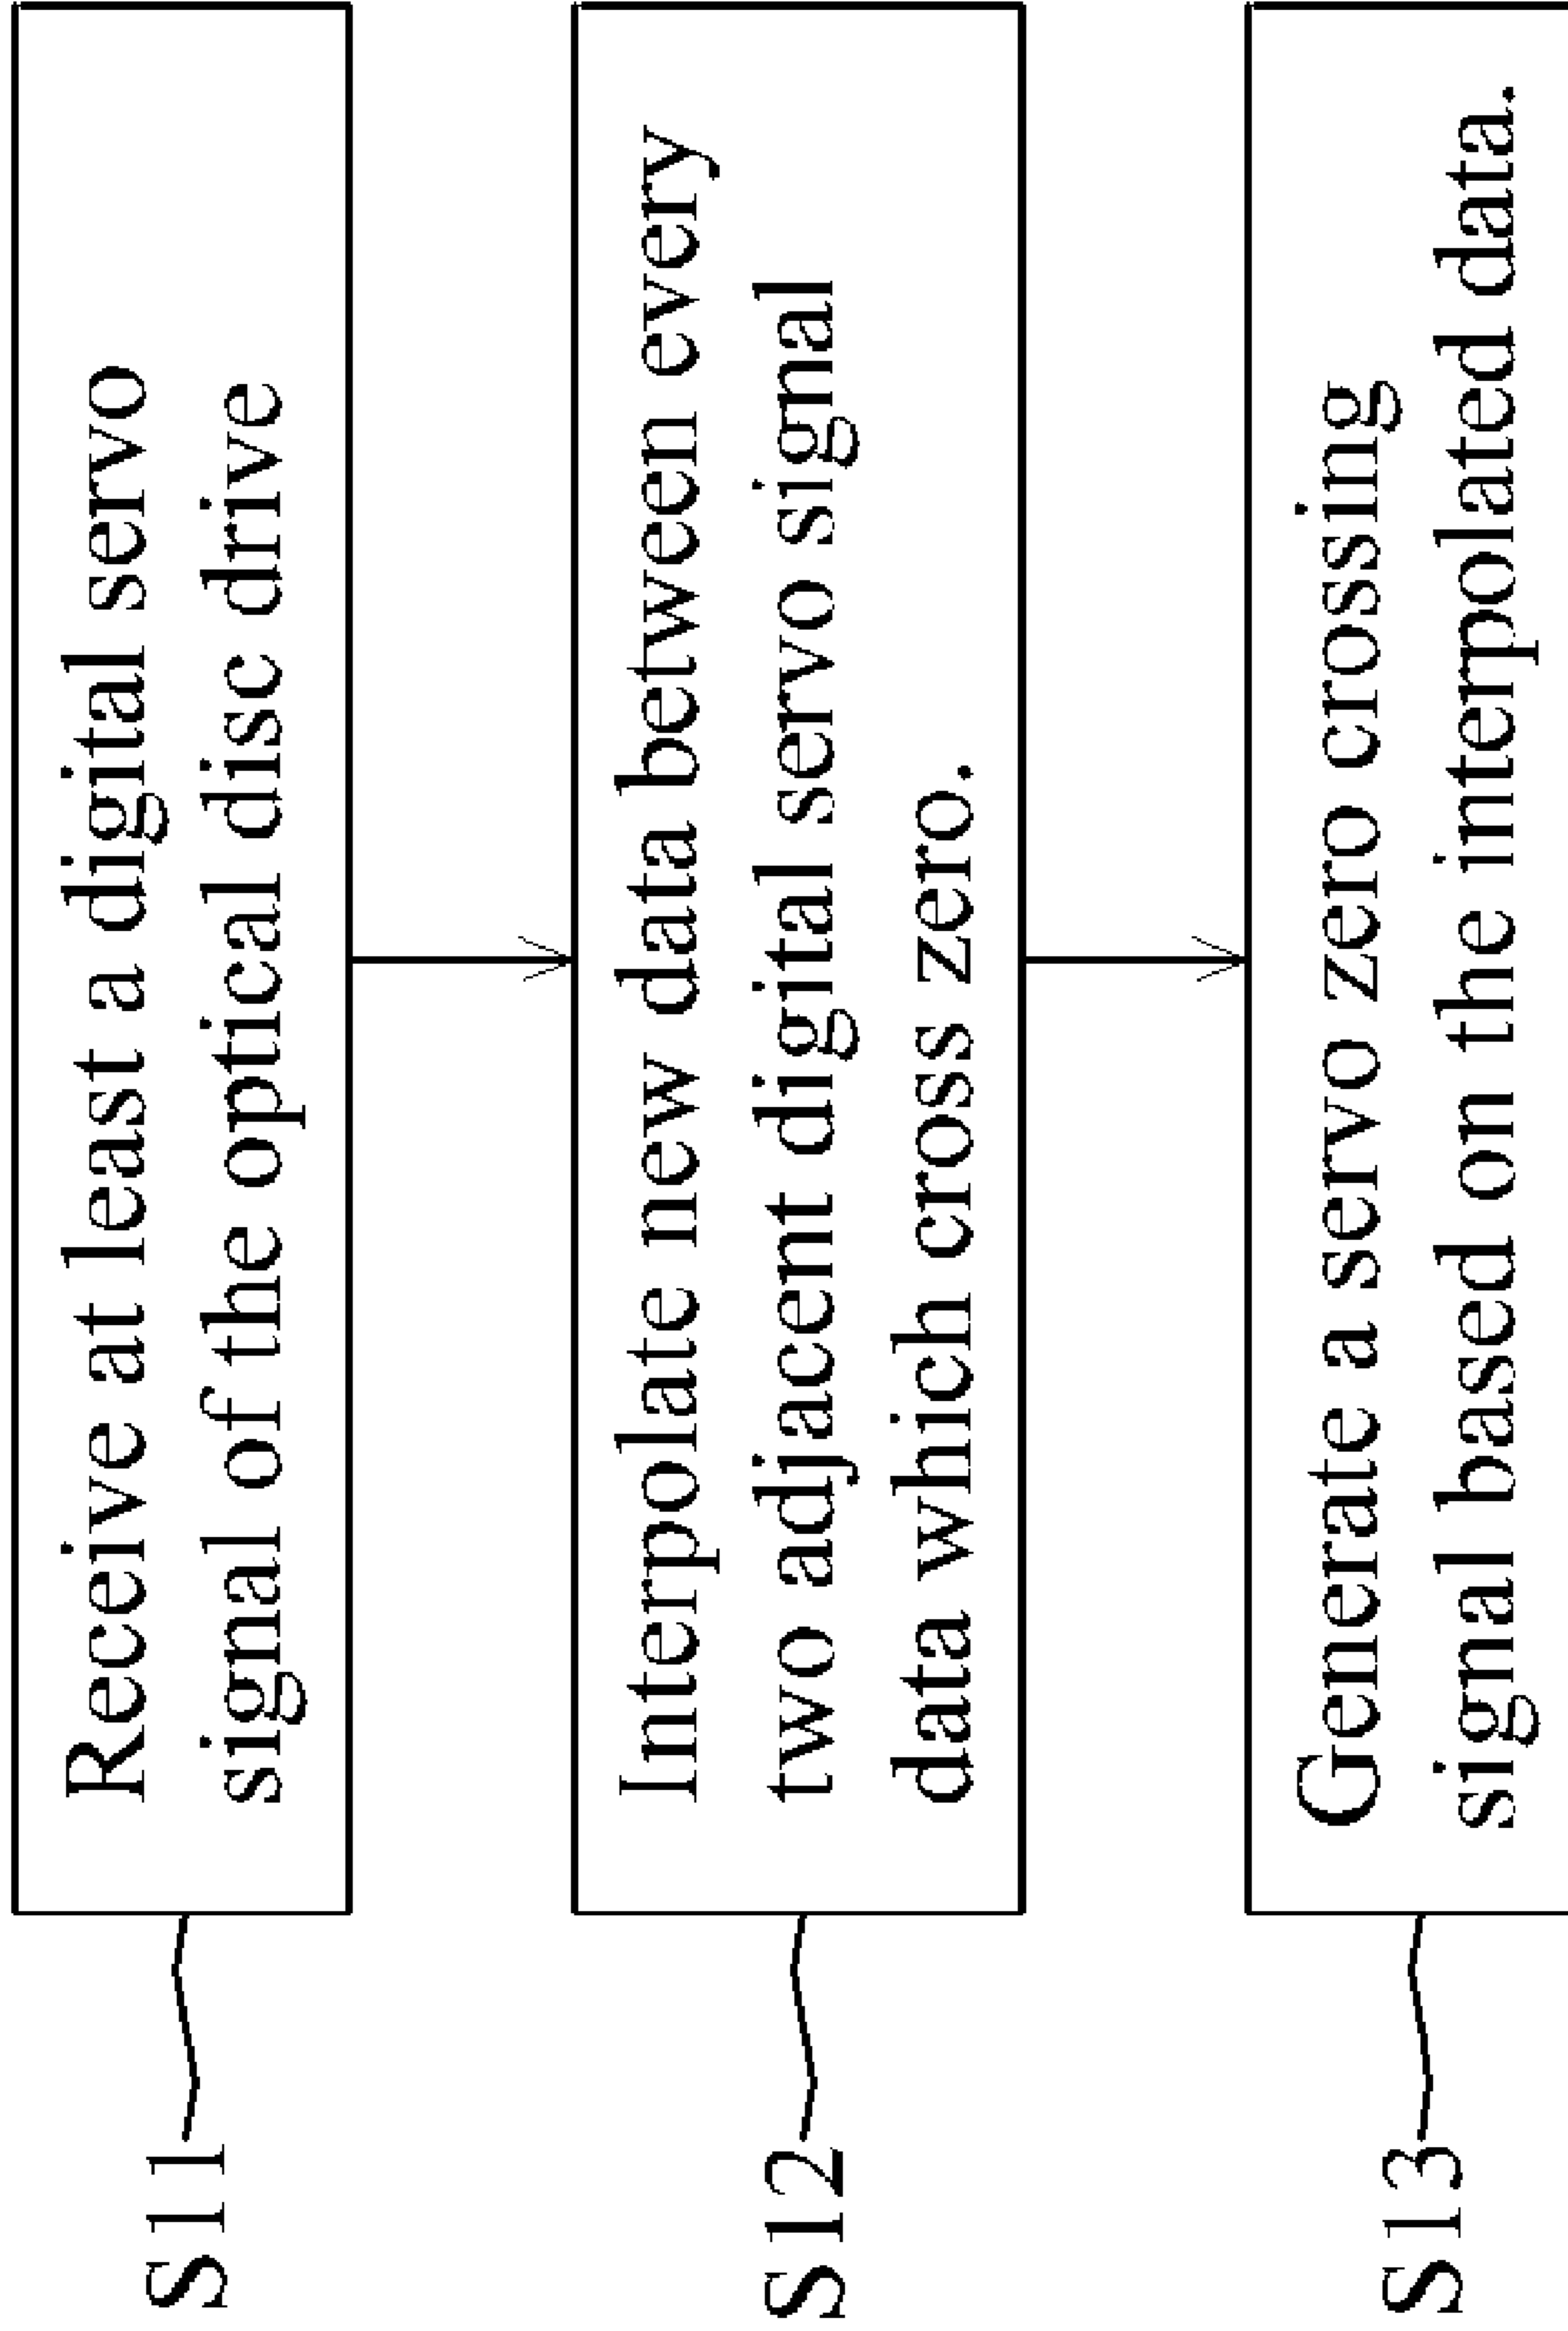 S11
Receive at least a digital servo
signal of the optical disc drive
S12
Interpolate new data between every
two adjacent digital servo signal
data which cross zero.
S13
Generate a servo zero crossing
signal based on the interpolated data.